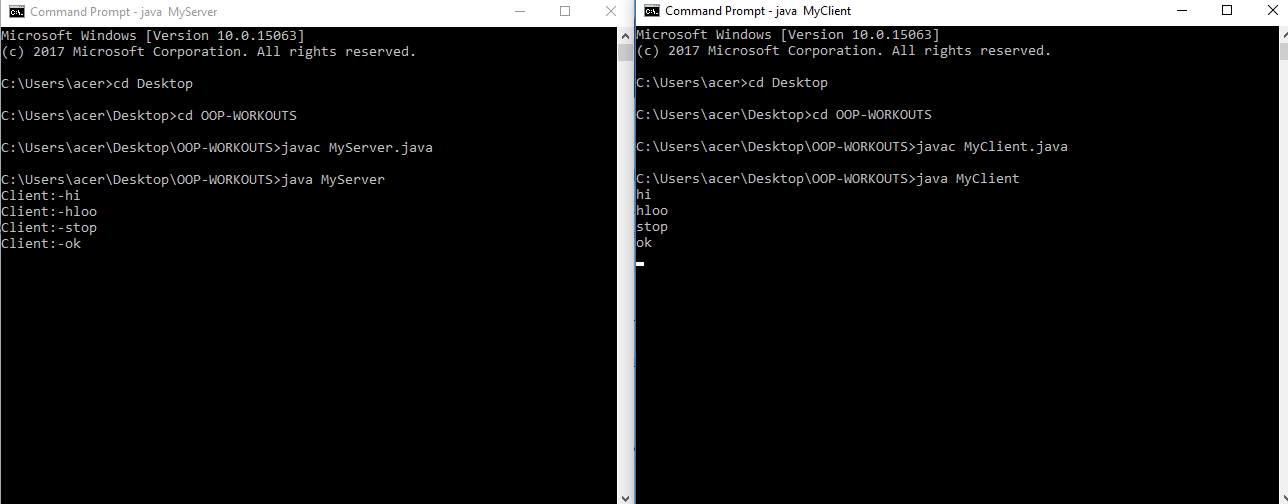 Command Prompt - java  MyServer
Microsoft Windows [Version 10.0.15063]
(c) 2017 Microsoft Corporation. All rights reserved.
C:\Users\acer>cd Desktop
C:\Users\acer\Desktop>cd OOP-WORKOUTS
C:\Users\acer\Desktop\OOP-WORKOUTS>javac MyServer.java
C:\Users\acer\Desktop\OOP-WORKOUTS>java MyServer
Client:-hi
Client:-hloo
Client:-stop
Client:-ok
Command Prompt - java  MyClient
Microsoft Windows [Version 10.0.15063]
(c) 2017 Microsoft Corporation. All rights reserved.
C:\Users\acer>cd Desktop
C:\Users\acer\Desktop>cd OOP-WORKOUTS
C:\Users\acer\Desktop\OOP-WORKOUTS>javac MyClient.java
C:\Users\acer\Desktop\OOP-WORKOUTS>java MyClient
hi
hloo
stop
ok